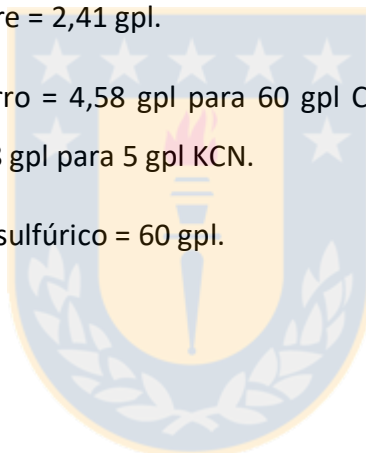 re = 2,41 gpl.
rro = 4,58 gpl para 60 gpl C
gpl para 5 gpl KCN.
sulfúrico = 60 gpl.